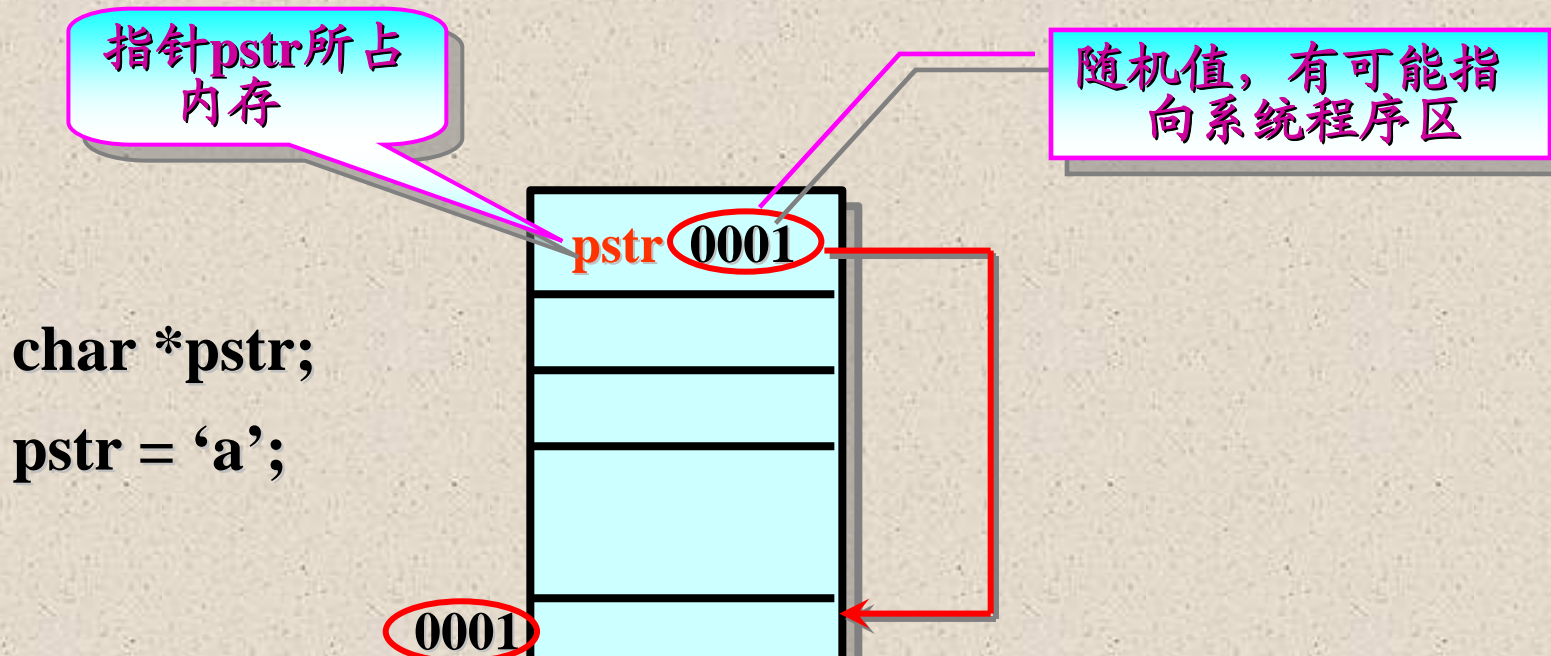 指针pstr所占
内存
随机值，有可能指
向系统程序区
pstr 0001
char *pstr;
pstr = ‘a’;
0001